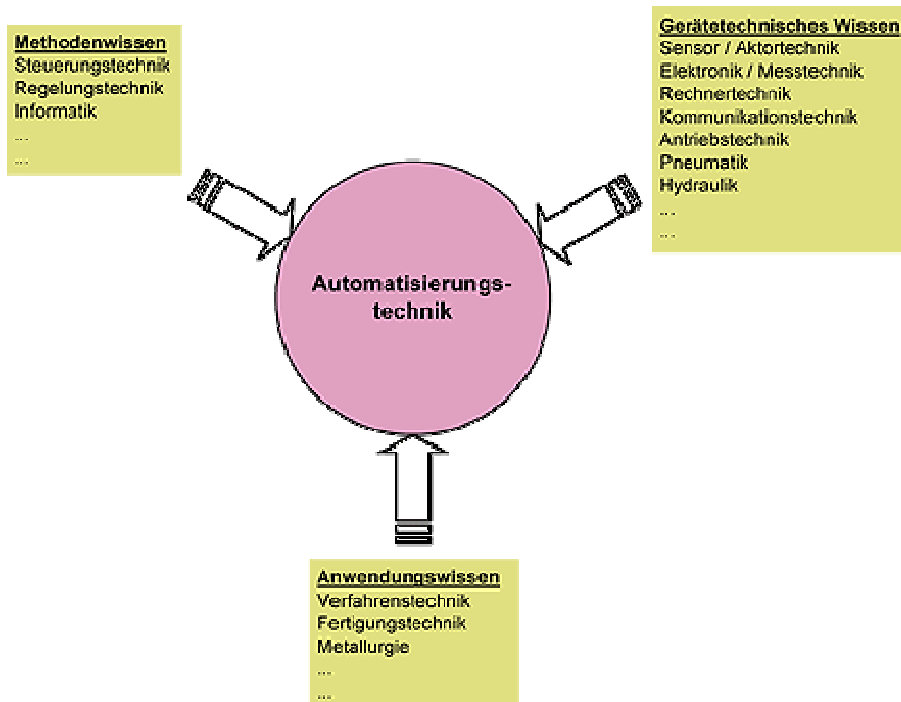 Methodenwissen
Steuerungstechnik
Regelungstechnik
Informatik
...
...
Gerätetechnisches Wissen
Sensor / Aktortechnik
Elektronik / Messtechnik
Rechnertechnik
Kommunikationstechnik
Antriebstechnik
Pneumatik
Hydraulik
...
...
Automatisierungs-
technik
Anwendungswissen
Verfahrenstechnik
Fertigungstechnik
Metallurgie
...
...